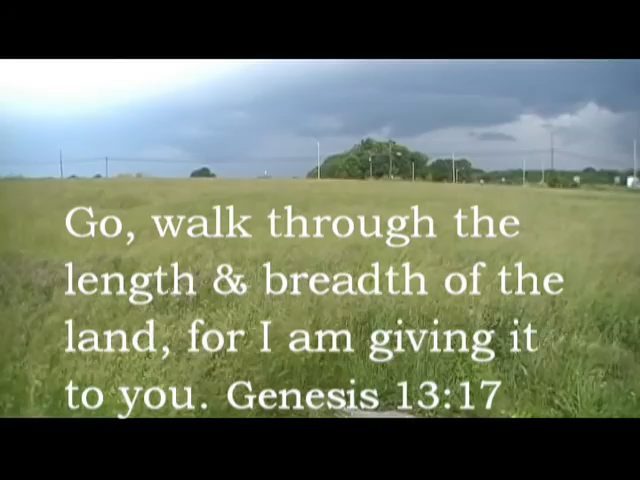 Go, walk through the
length & breadth of the
land, for I am giving it
to you. Genesis 13:17